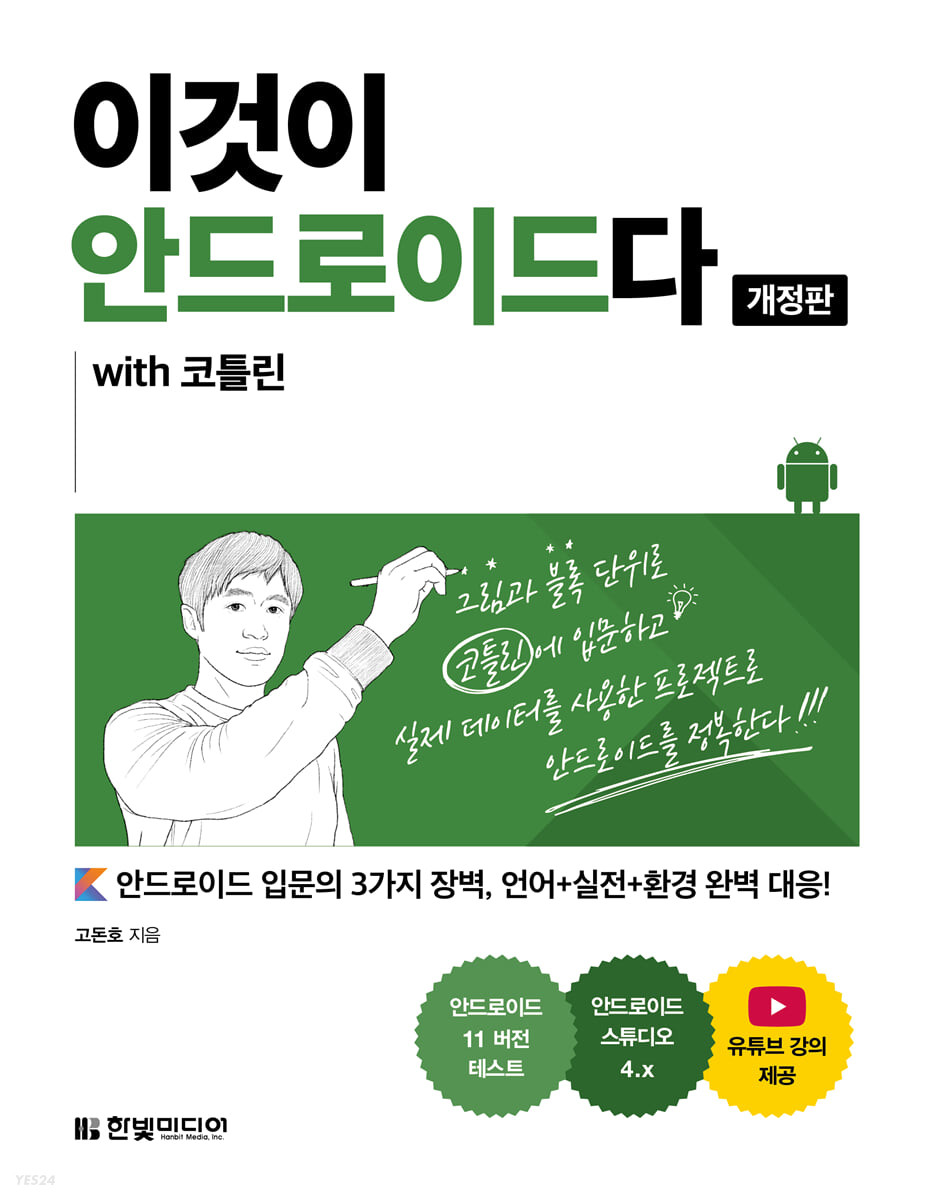 이것이
안드로이드다
개정판
with 코틀린
그림과 블록 단위로
코틀린에 입문하고
실제 데이터를 사용한 프로젝트로
안드로이드를 정복한다!!!
안드로이드 입문의 3가지 장벽, 언어+실전+환경 완벽 대응!
고돈호 지음
안드로이드
11 버전
테스트
안드로이드
스튜디오
4.x
유튜브 강의
제공
HB 한빛미디어
Hanbit Media, Inc.
YES24